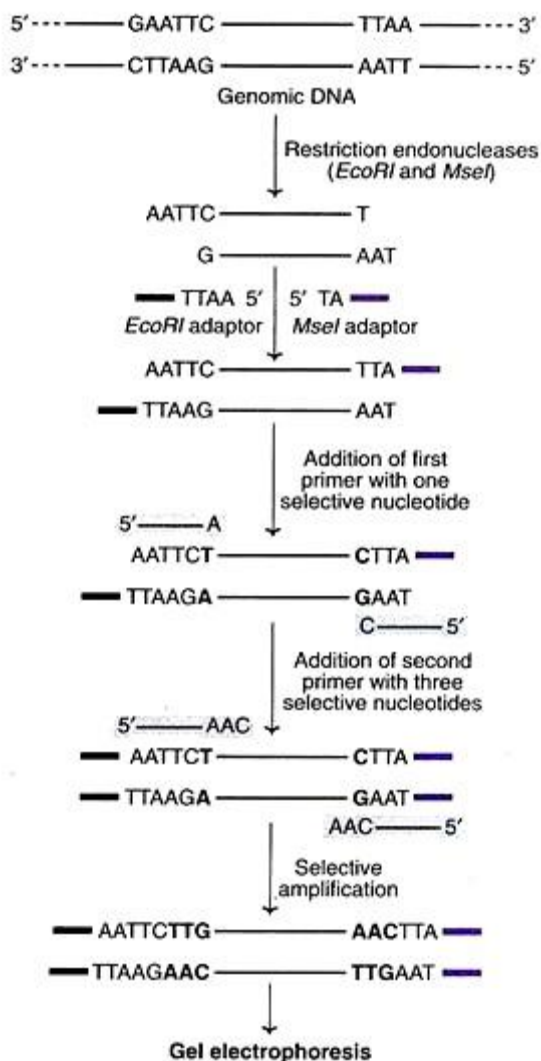 5′ GAATTC TTAA 3′
3′ CTTAAG AATT 5′
Genomic DNA
Restriction endonucleases
(EcoRI and MseI)
AATTC T
G AAT
TTAA 5′ 5′ TA
EcoRI adaptor MseI adaptor
AATTC TTA
TTAAG AAT
Addition of first
primer with one
selective nucleotide
5′ A
AATTCT CTTA
TTAAGA GAAT
C 5′
Addition of second
primer with three
selective nucleotides
5′ AAC
AATTCT CTTA
TTAAGA GAAT
AAC 5′
Selective
amplification
AATTCTTG AACTTA
TTAAGAAC TTGAAT
Gel electrophoresis